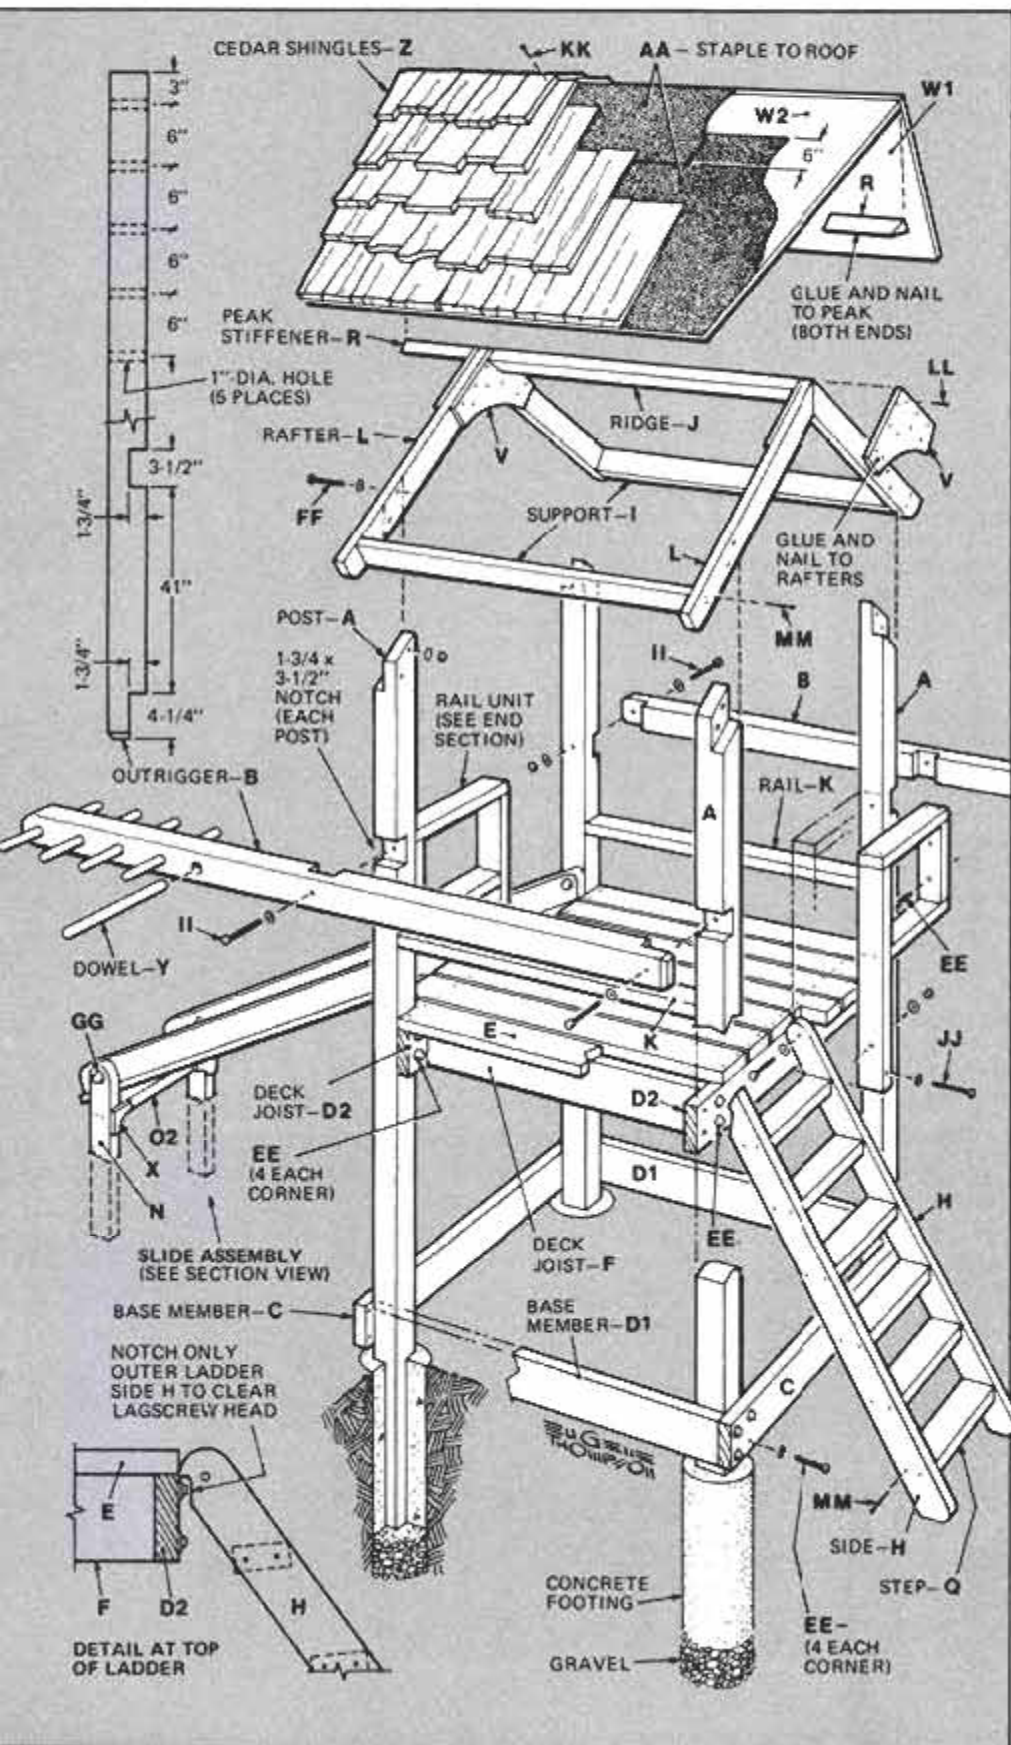 CEDAR SHINGLES–Z
KK
AA – STAPLE TO ROOF
W1
W2
3"
6"
6"
6"
6"
6"
R
GLUE AND NAIL
TO PEAK
(BOTH ENDS)
PEAK
STIFFENER–R
1"-DIA. HOLE
(5 PLACES)
LL
RAFTER–L
RIDGE–J
V
V
3-1/2"
1-3/4"
FF
SUPPORT–I
GLUE AND
NAIL TO
RAFTERS
L
MM
41"
POST–A
1-3/4 x
3-1/2"
NOTCH
(EACH
POST)
II
B
A
RAIL UNIT
(SEE END
SECTION)
1-3/4"
4-1/4"
OUTRIGGER–B
RAIL–K
A
II
DOWEL–Y
EE
GG
E
K
JJ
DECK
JOIST–D2
D2
O2
X
N
EE
(4 EACH
CORNER)
D1
H
SLIDE ASSEMBLY
(SEE SECTION VIEW)
DECK
JOIST–F
EE
BASE MEMBER–C
BASE
MEMBER–D1
NOTCH ONLY
OUTER LADDER
SIDE H TO CLEAR
LAGSCREW HEAD
C
EUGENE
THOMPSON
E
MM
SIDE–H
STEP–Q
F
D2
H
CONCRETE
FOOTING
EE–
(4 EACH
CORNER)
DETAIL AT TOP
OF LADDER
GRAVEL